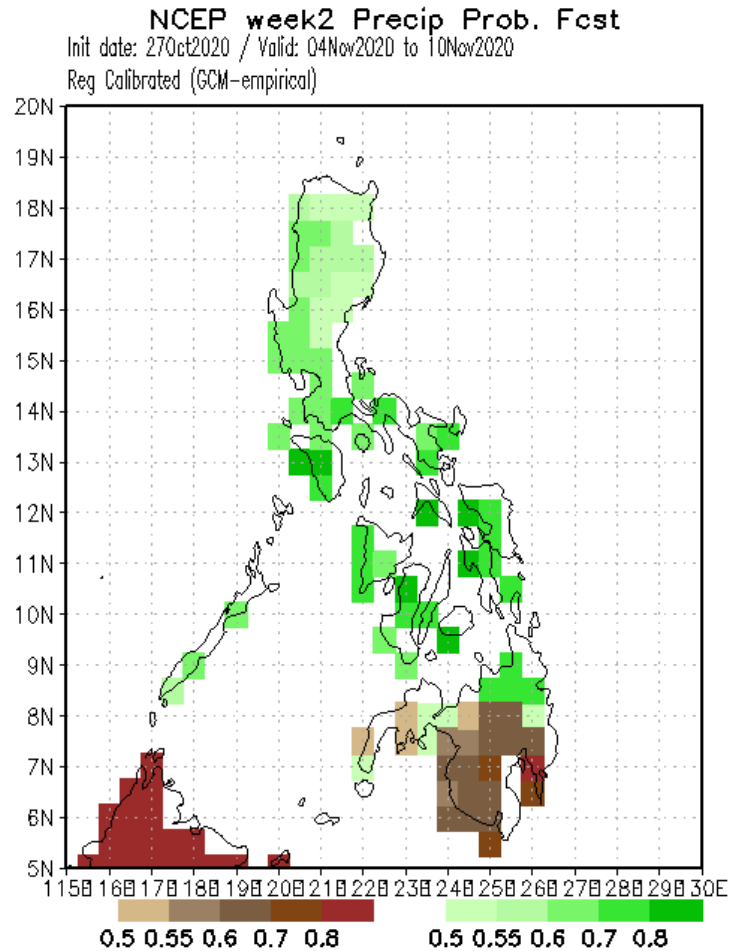 NCEP week2 Precip Prob. Fcst
Init date: 27Oct2020 / Valid: 04Nov2020 to 10Nov2020
Reg Calibrated (GCM-empirical)
20N
19N
18N
17N
16N
15N
14N
13N
12N
11N
10N
9N
8N
7N
6N
5N
115E 116E 117E 118E 119E 120E 121E 122E 123E 124E 125E 126E 127E 128E 129E 130E
0.5 0.55 0.6 0.7 0.8 0.5 0.55 0.6 0.7 0.8